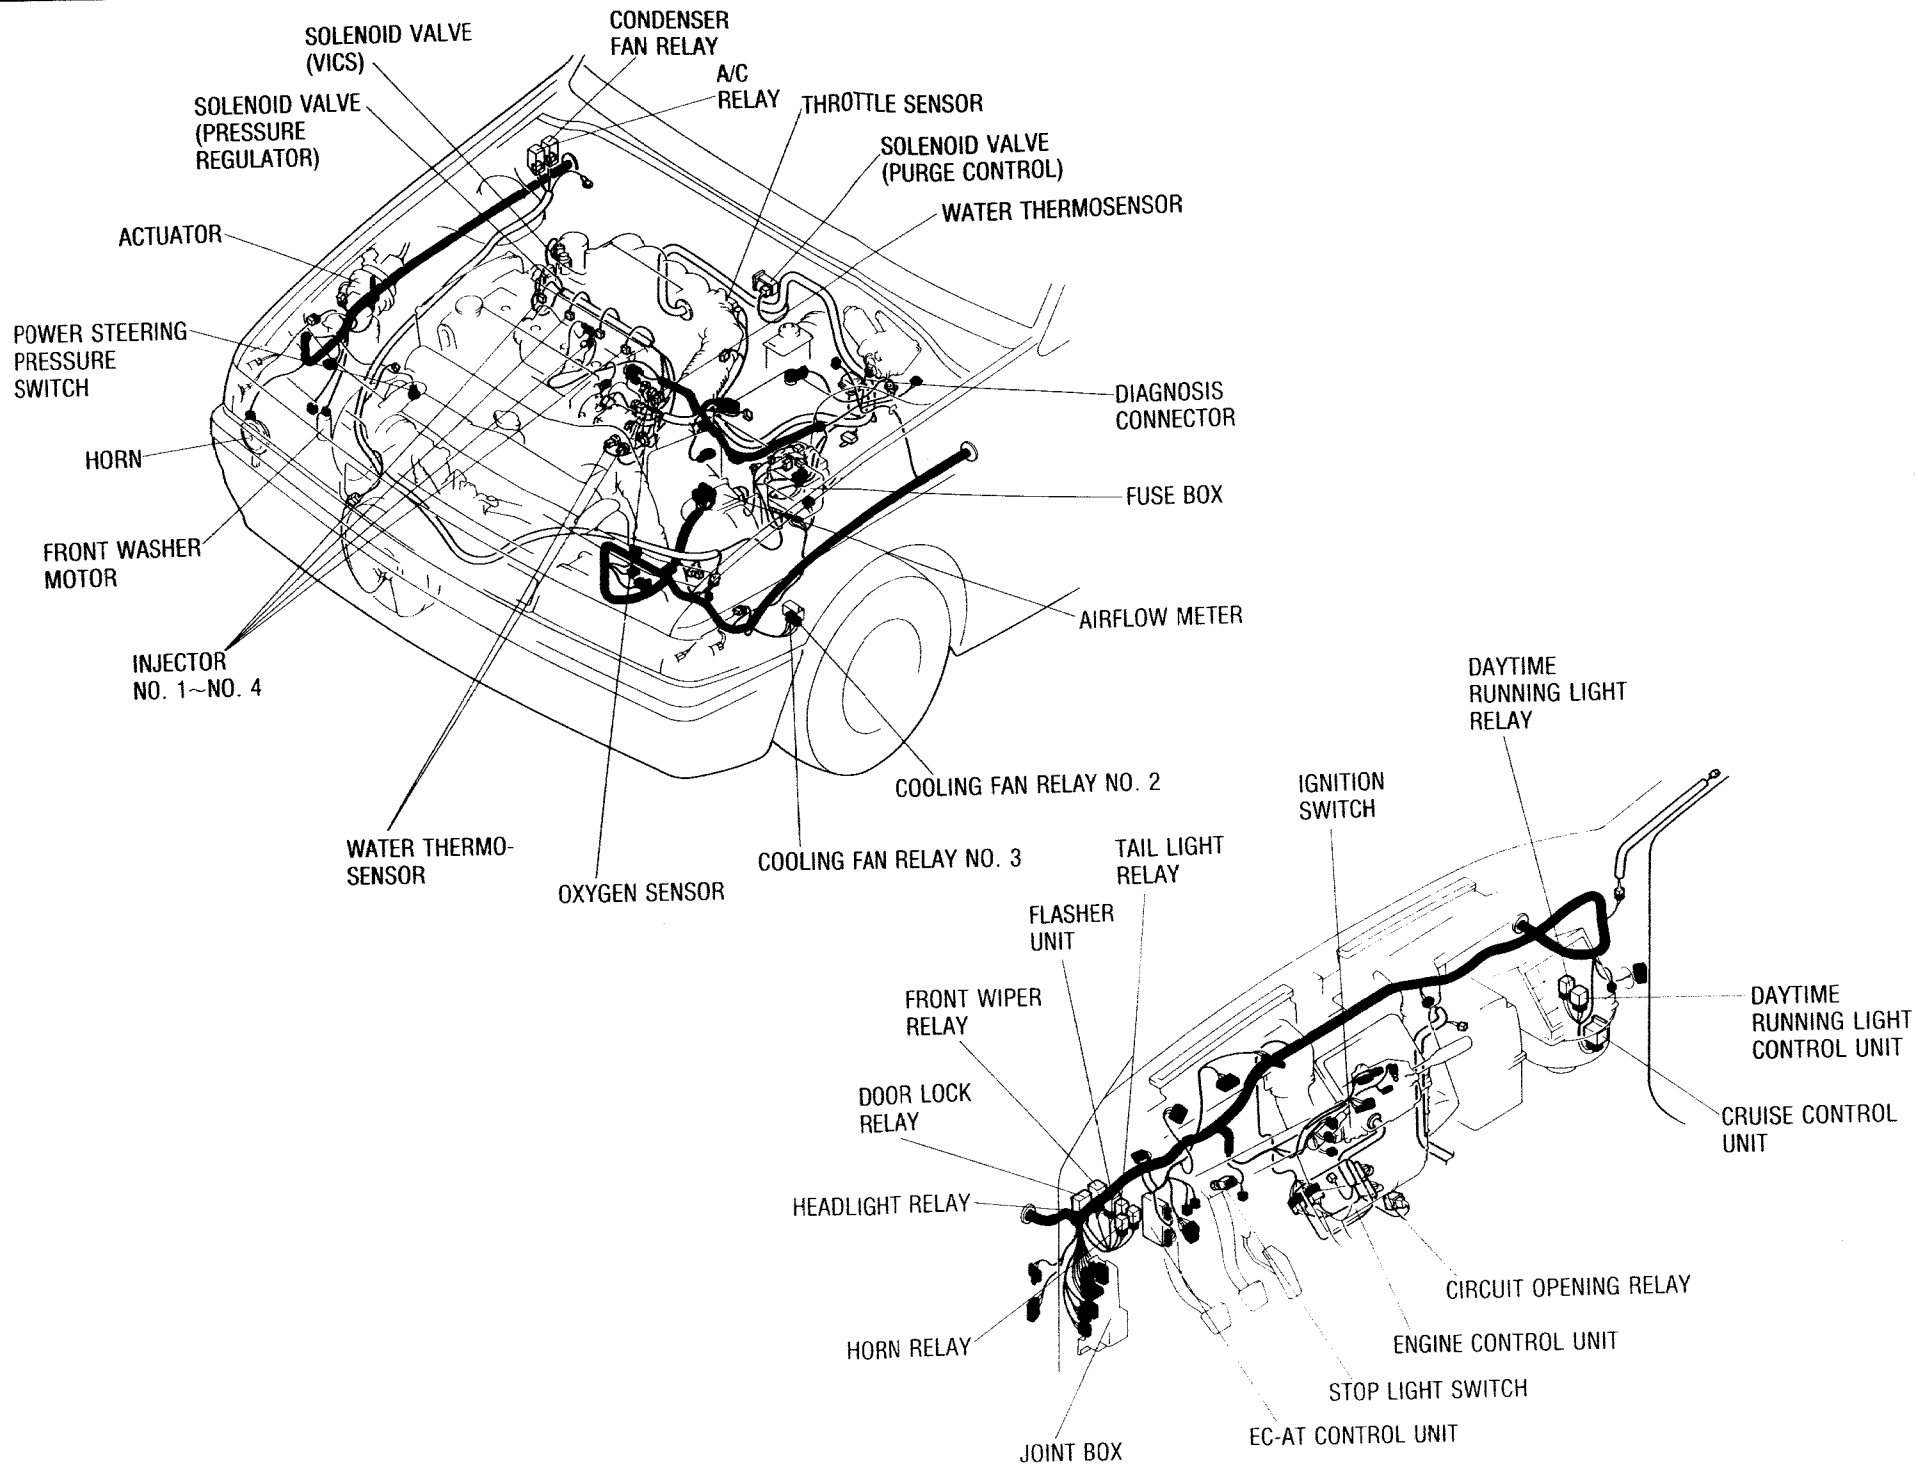 SOLENOID VALVE
(VICS)
CONDENSER
FAN RELAY
A/C
RELAY
SOLENOID VALVE
(PRESSURE
REGULATOR)
THROTTLE SENSOR
SOLENOID VALVE
(PURGE CONTROL)
WATER THERMOSENSOR
ACTUATOR
POWER STEERING
PRESSURE
SWITCH
DIAGNOSIS
CONNECTOR
HORN
FUSE BOX
FRONT WASHER
MOTOR
AIRFLOW METER
INJECTOR
NO. 1~NO. 4
COOLING FAN RELAY NO. 2
WATER THERMO-
SENSOR
COOLING FAN RELAY NO. 3
OXYGEN SENSOR
DAYTIME
RUNNING LIGHT
RELAY
IGNITION
SWITCH
TAIL LIGHT
RELAY
FLASHER
UNIT
FRONT WIPER
RELAY
DAYTIME
RUNNING LIGHT
CONTROL UNIT
DOOR LOCK
RELAY
CRUISE CONTROL
UNIT
HEADLIGHT RELAY
CIRCUIT OPENING RELAY
HORN RELAY
ENGINE CONTROL UNIT
STOP LIGHT SWITCH
EC-AT CONTROL UNIT
JOINT BOX